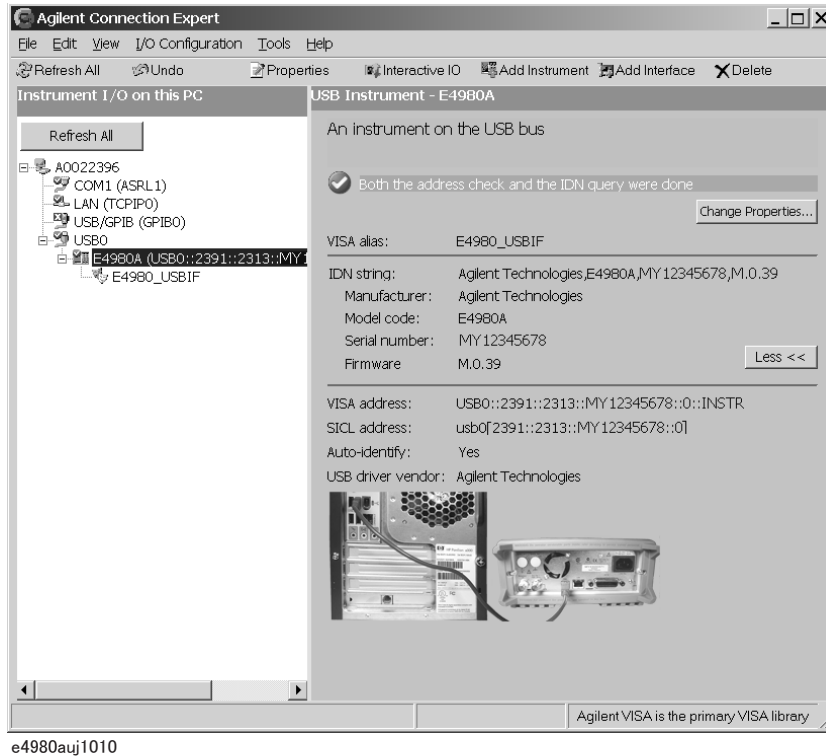 Agilent Connection Expert
File Edit View I/O Configuration Tools Help
Refresh All Undo Properties Interactive IO Add Instrument Add Interface Delete
Instrument I/O on this PC
USB Instrument - E4980A
Refresh All
An instrument on the USB bus
A0022396
COM1 (ASRL1)
LAN (TCPIP0)
USB/GPIB (GPIB0)
USB0
E4980A (USB0::2391::2313::MY1
E4980_USBIF
Both the address check and the IDN query were done
Change Properties...
VISA alias: E4980_USBIF
IDN string: Agilent Technologies,E4980A,MY12345678,M.0.39
Manufacturer: Agilent Technologies
Model code: E4980A
Serial number: MY12345678
Firmware M.0.39
Less <<
VISA address: USB0::2391::2313::MY12345678::0::INSTR
SICL address: usb0[2391::2313::MY12345678::0]
Auto-identify: Yes
USB driver vendor: Agilent Technologies
Agilent VISA is the primary VISA library
e4980auj1010